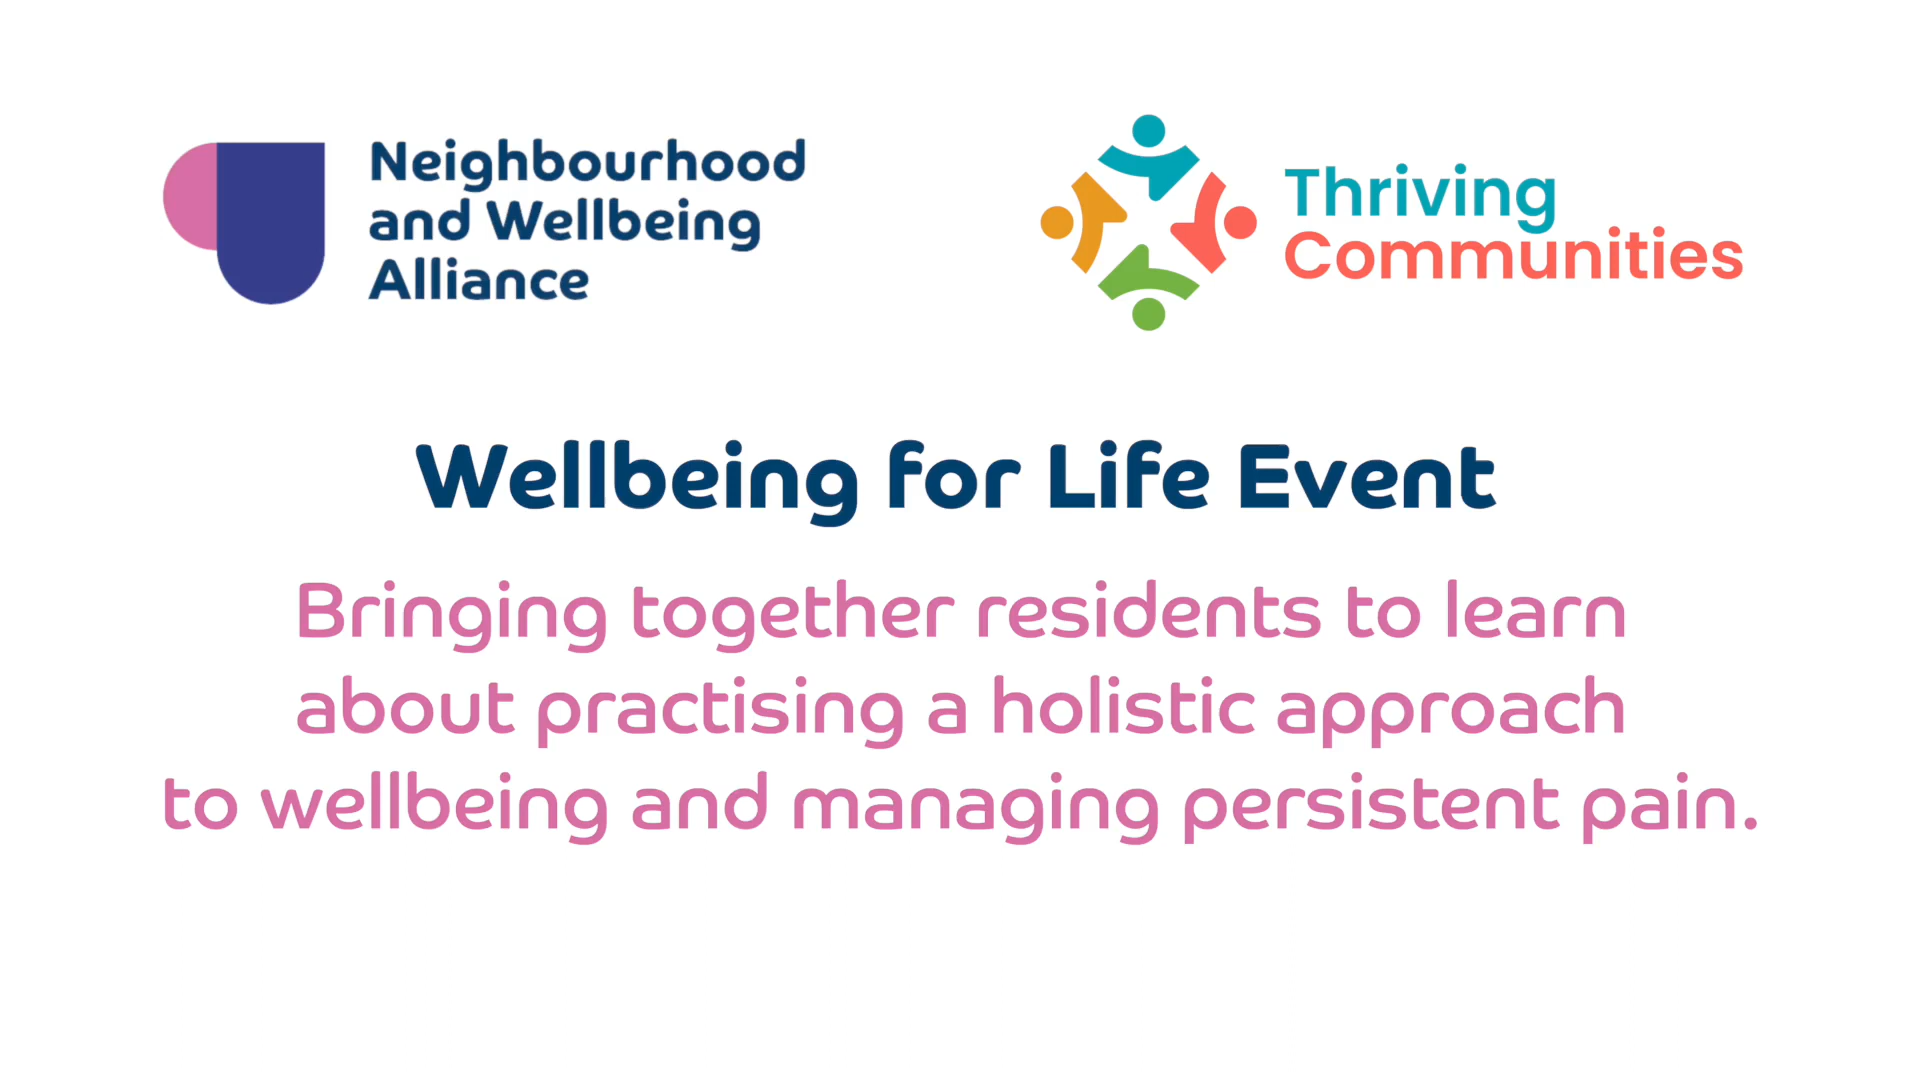 Neighbourhood
and Wellbeing
Alliance
Thriving
Communities
Wellbeing for Life Event
Bringing together residents to learn
about practising a holistic approach
to wellbeing and managing persistent pain.